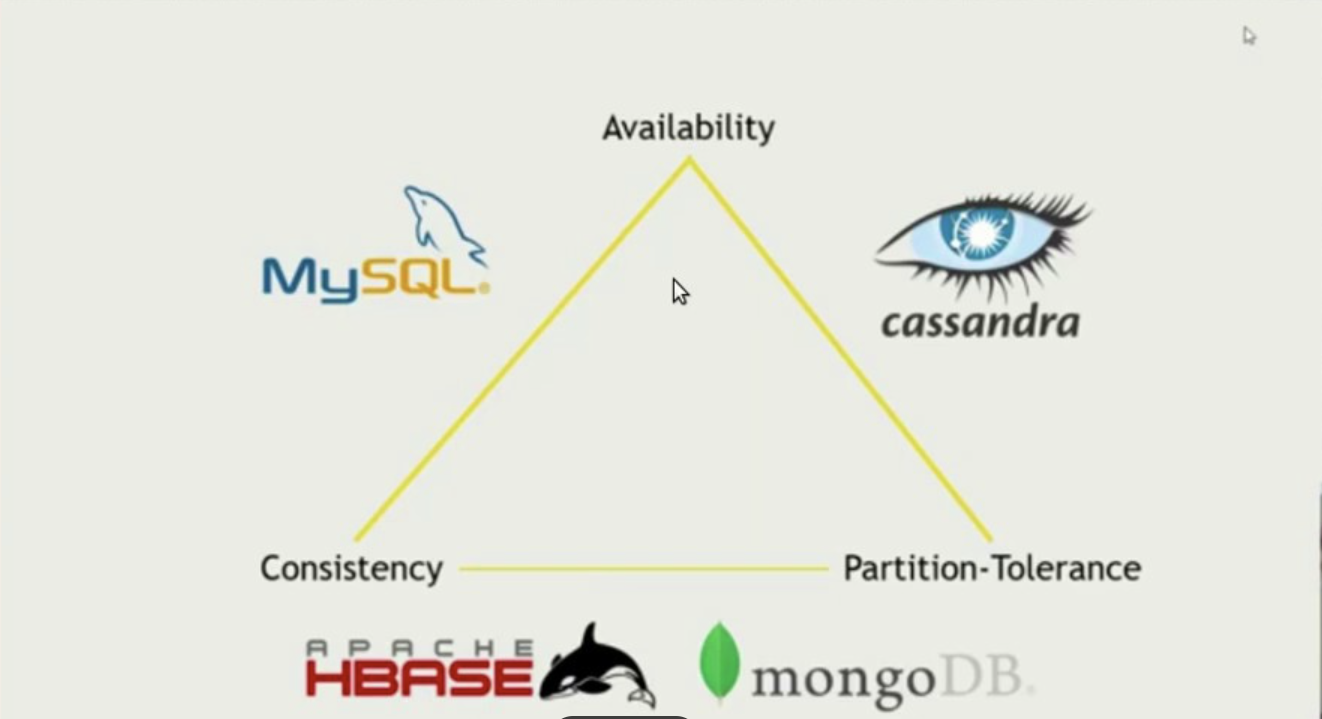 Availability
MySQL®
cassandra
Consistency
Partition-Tolerance
APACHE
HBASE
mongoDB.